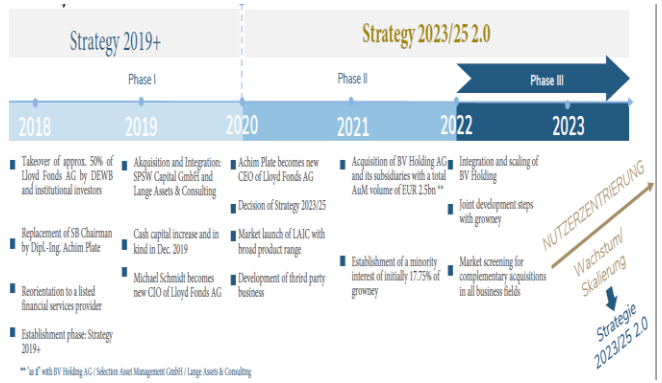 Strategy 2019+
Strategy 2023/25 2.0
Phase I
Phase II
Phase III
2018
2019
2020
2021
2022
2023
Takeover of approx. 50% of
Lloyd Fonds AG by DEWB
and institutional investors
Replacement of SB Chairman
by Dipl.-Ing. Achim Plate
Reorientation to a listed
financial services provider
Establishment phase: Strategy
2019+
Akquisition and Integration:
SPSW Capital GmbH and
Lange Assets & Consulting
Cash capital increase and in
kind in Dec. 2019
Michael Schmidt becomes
new CIO of Lloyd Fonds AG
Achim Plate becomes new
CEO of Lloyd Fonds AG
Decision of Strategy 2023/25
Market launch of LAIC with
broad product range
Development of thrird party
business
Acquisition of BV Holding AG
and its subsidiaries with a total
AuM volume of EUR 2.5bn **
Establishment of a minority
interest of initially 17.75% of
growney
Integration and scaling of
BV Holding
Joint development steps
with growney
Market screening for
complementary acquisitions
in all business fields
NUTZERZENTRIERUNG
Wachstum/
Skalierung
Strategie
2023/25 2.0
** "as if" with BV Holding AG / Selection Asset Management GmbH / Lange Assets & Consulting